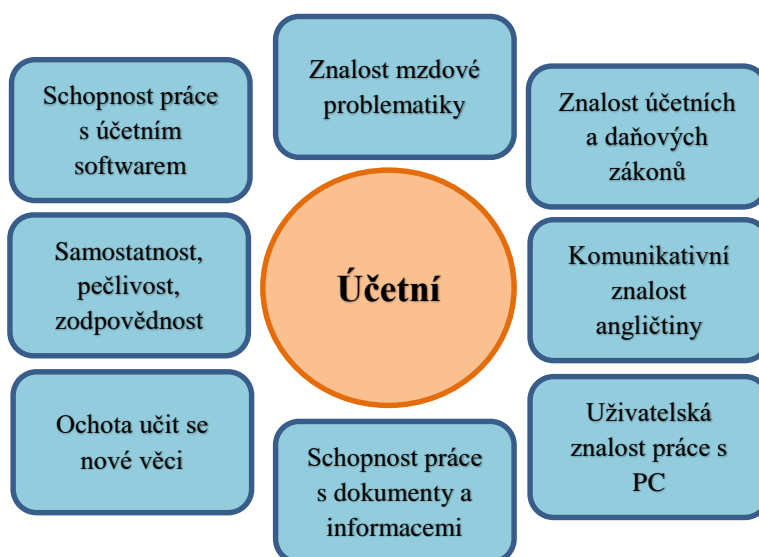 Znalost mzdové
problematiky
Schopnost práce
s účetním
softwarem
Znalost účetních
a daňových
zákonů
Samostatnost,
pečlivost,
zodpovědnost
Účetní
Komunikativní
znalost
angličtiny
Ochota učit se
nové věci
Schopnost práce
s dokumenty a
informacemi
Uživatelská
znalost práce s
PC